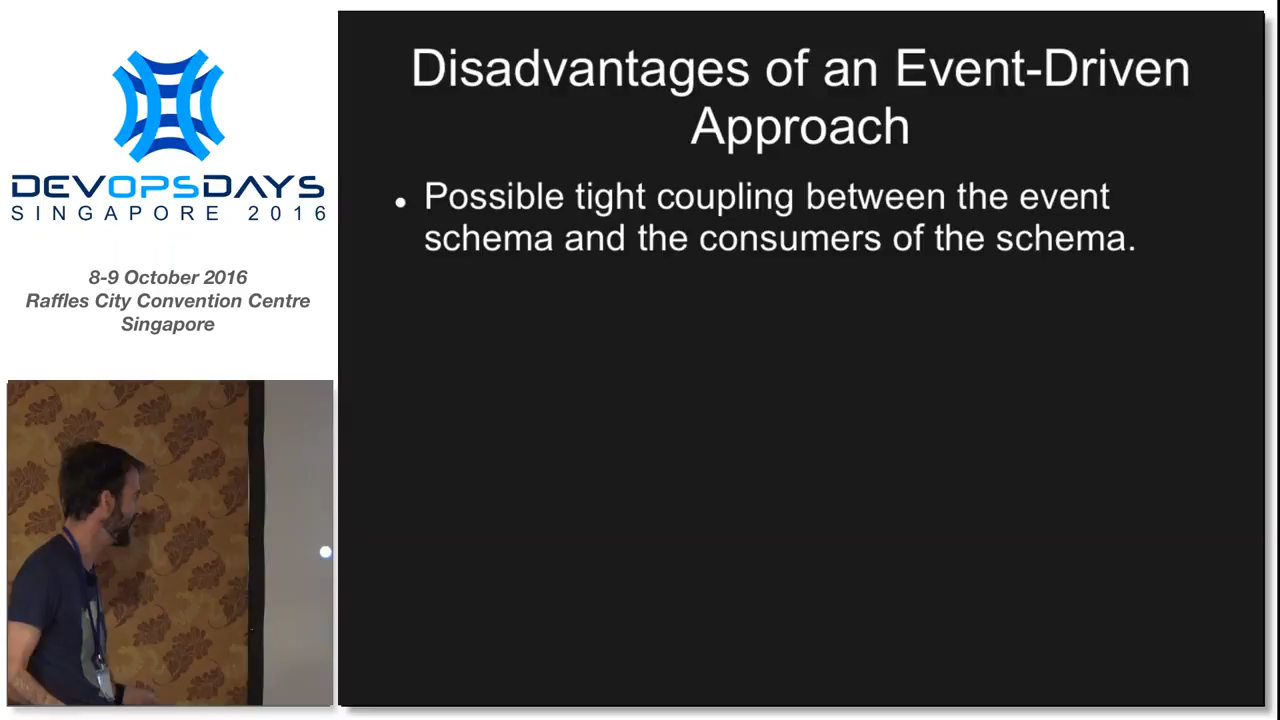 DEVOPSDAYS
SINGAPORE 2016
8-9 October 2016
Raffles City Convention Centre
Singapore
Disadvantages of an Event-Driven
Approach
• Possible tight coupling between the event
schema and the consumers of the schema.